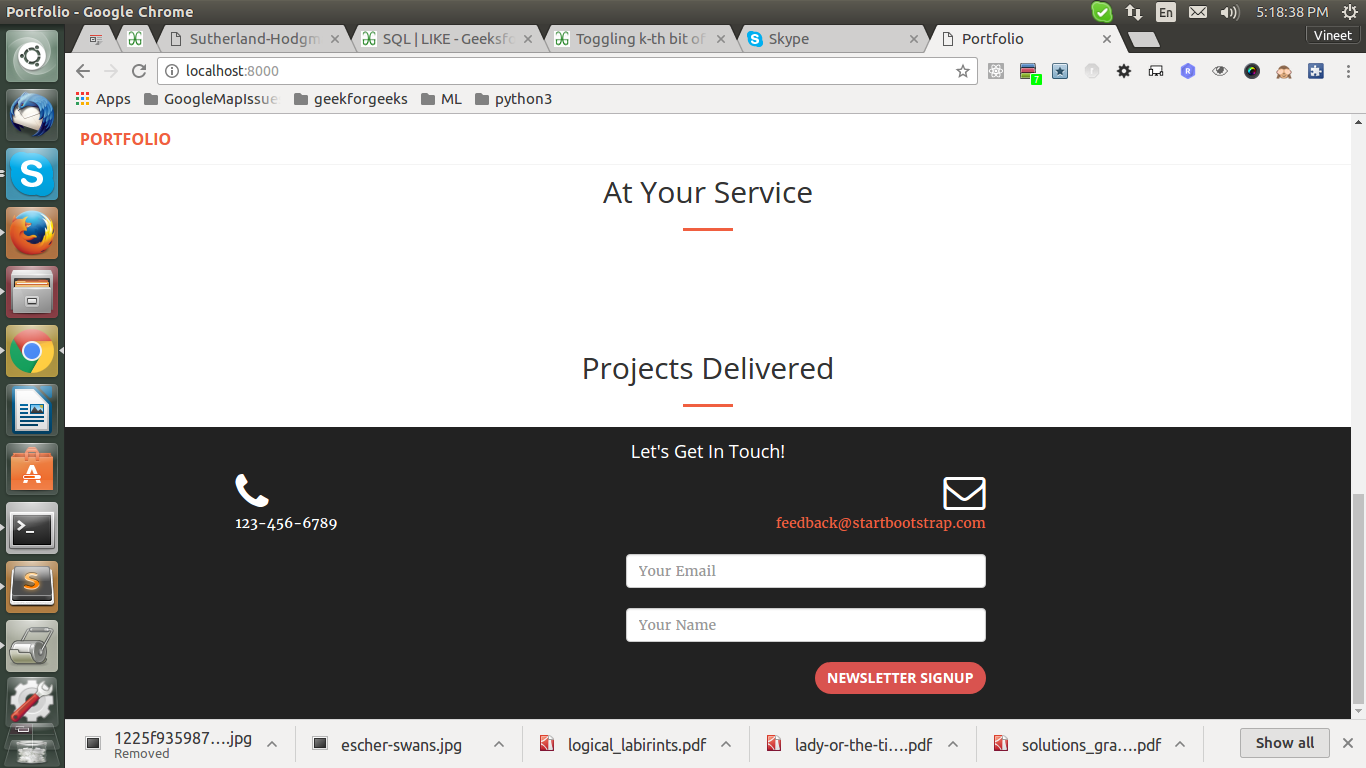 Portfolio - Google Chrome
En
5:18:38 PM
Sutherland-Hodgm
SQL | LIKE - Geeksfo
Toggling k-th bit of
Skype
Portfolio
Vineet
localhost:8000
7
Apps
GoogleMapIssue
geekforgeeks
ML
python3
PORTFOLIO
At Your Service
Projects Delivered
Let's Get In Touch!
123-456-6789
feedback@startbootstrap.com
Your Email
Your Name
NEWSLETTER SIGNUP
1225f935987....jpg
Removed
escher-swans.jpg
logical_labirints.pdf
lady-or-the-ti....pdf
solutions_gra....pdf
Show all